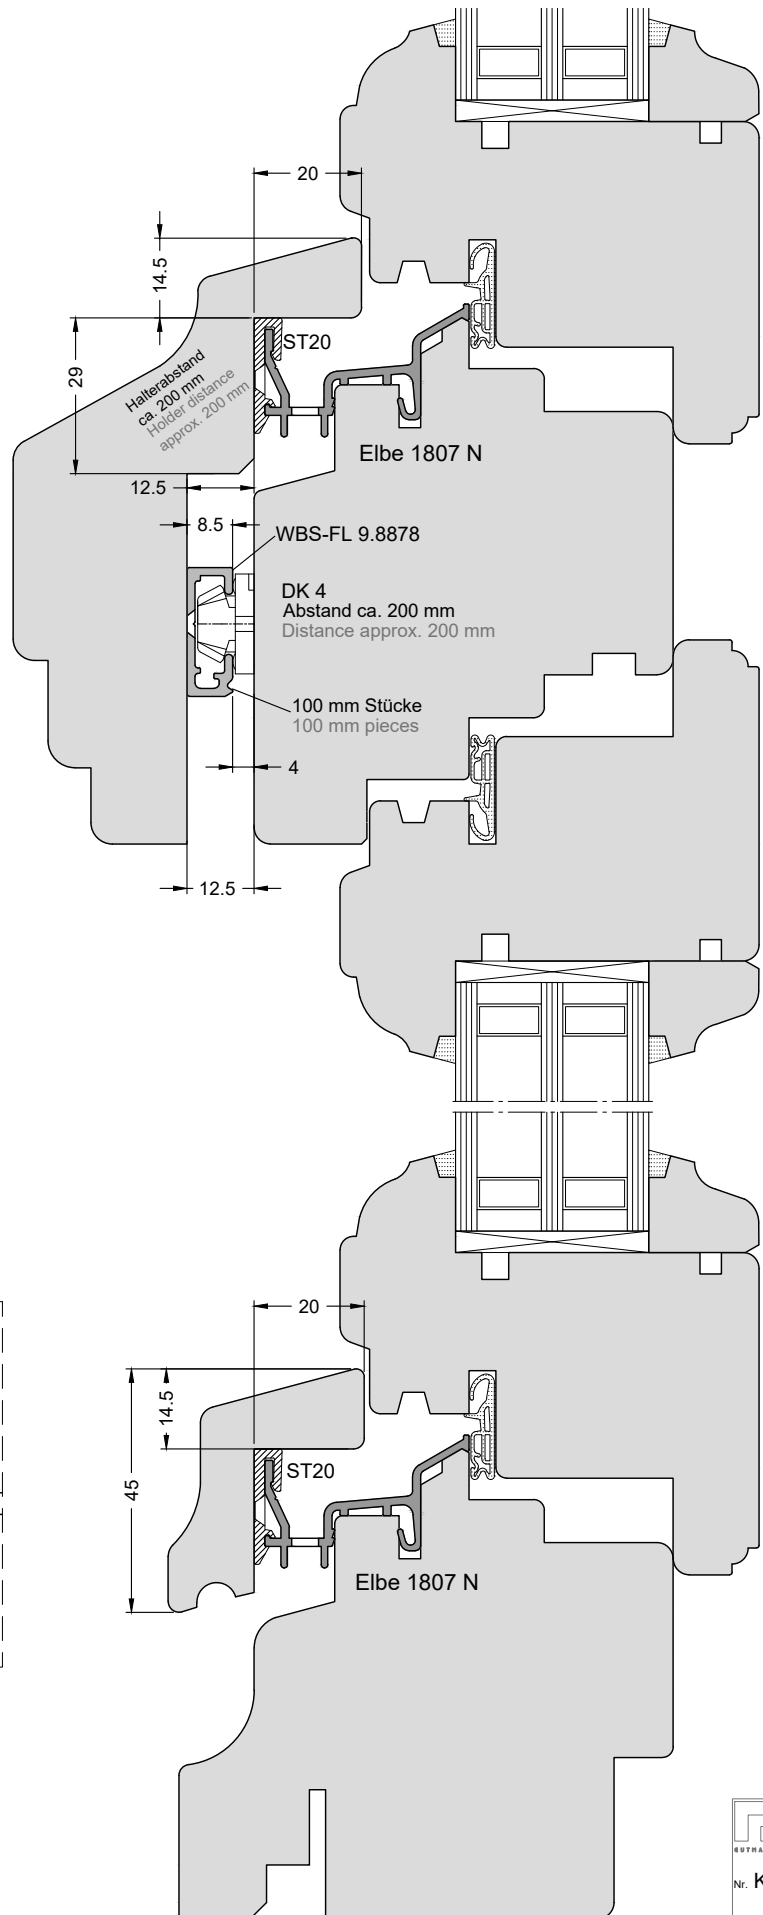 20
14.5
ST20
29
Halterabstand
ca. 200 mm
Holder distance
approx. 200 mm
Elbe 1807 N
12.5
8.5
WBS-FL 9.8878
DK 4
Abstand ca. 200 mm
Distance approx. 200 mm
100 mm Stücke
100 mm pieces
4
12.5
20
14.5
45
ST20
Elbe 1807 N
GUTMA
Nr. K